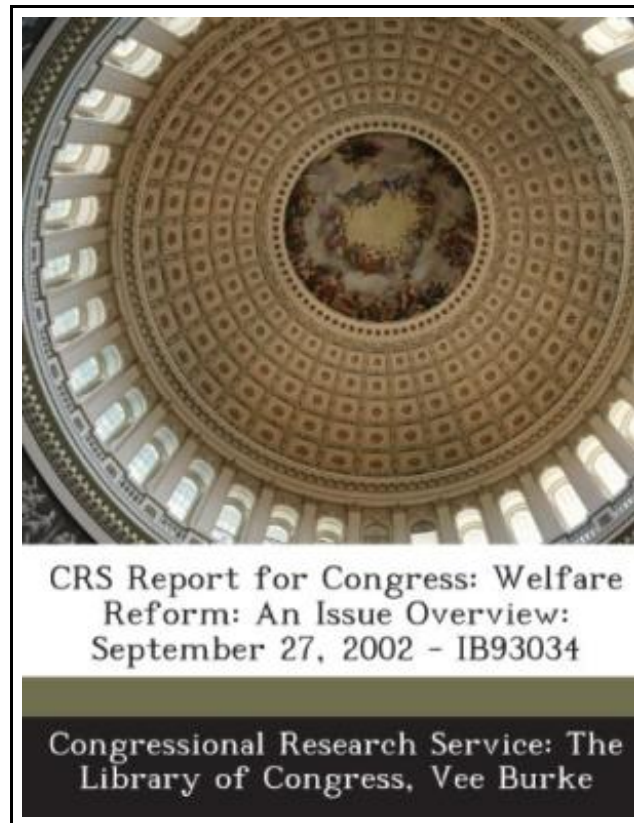 CRS Report for Congress: Welfare
Reform: An Issue Overview:
September 27, 2002 - IB93034
Congressional Research Service: The
Library of Congress, Vee Burke